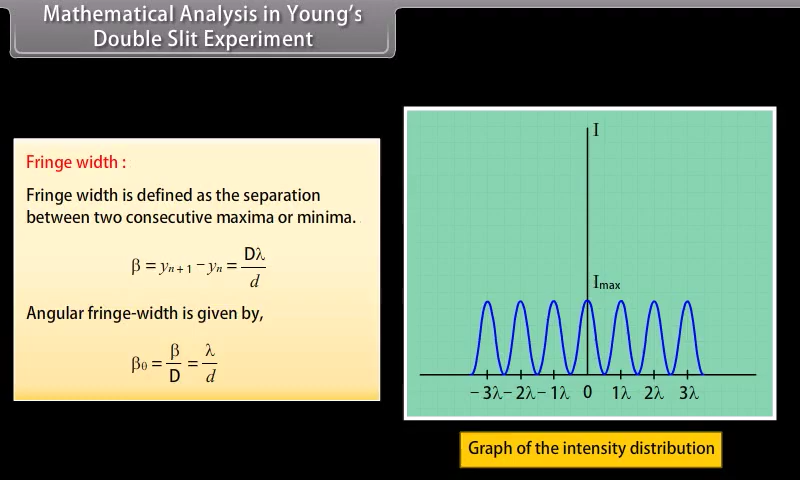 Mathematical Analysis in Young's
Double Slit Experiment
Fringe width :
Fringe width is defined as the separation
between two consecutive maxima or minima.
β = yₙ₊₁ − yₙ = Dλ/d
Angular fringe-width is given by,
β₀ = β/D = λ/d
I
Imax
− 3λ − 2λ − 1λ 0 1λ 2λ 3λ
Graph of the intensity distribution